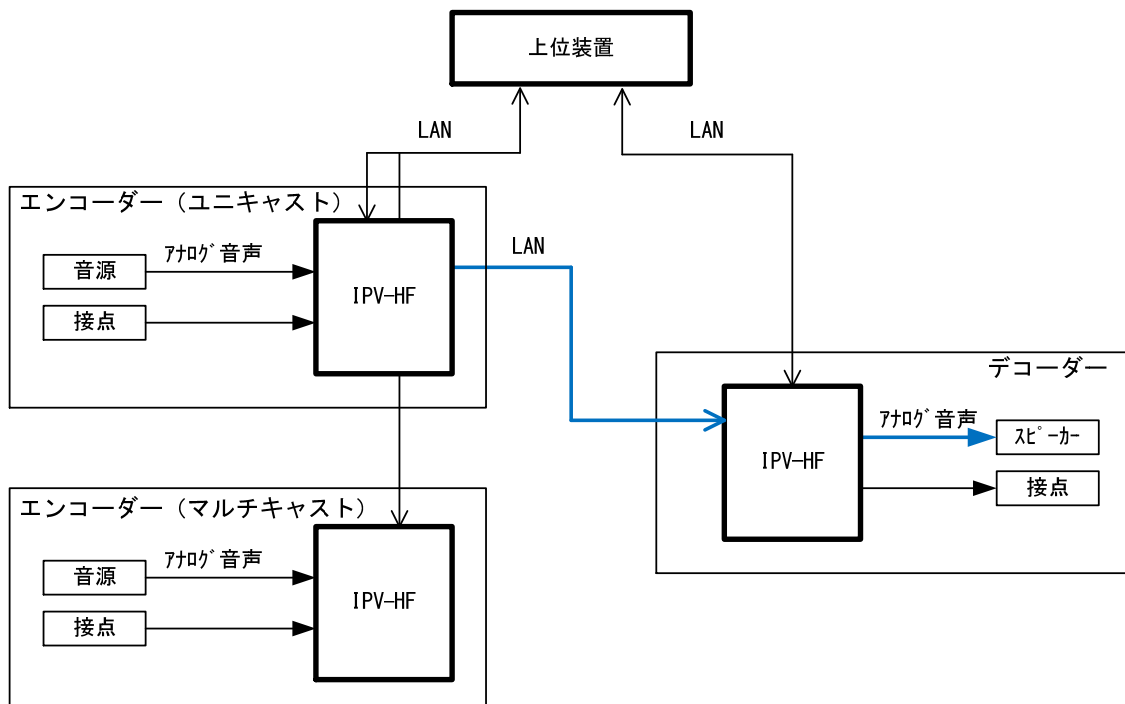 上位装置
LAN
LAN
エンコーダー（ユニキャスト）
ｱﾅﾛｸﾞ音声
音源
接点
IPV-HF
LAN
デコーダー
ｱﾅﾛｸﾞ音声
ｽﾋﾟｰｶｰ
IPV-HF
接点
エンコーダー（マルチキャスト）
ｱﾅﾛｸﾞ音声
音源
接点
IPV-HF